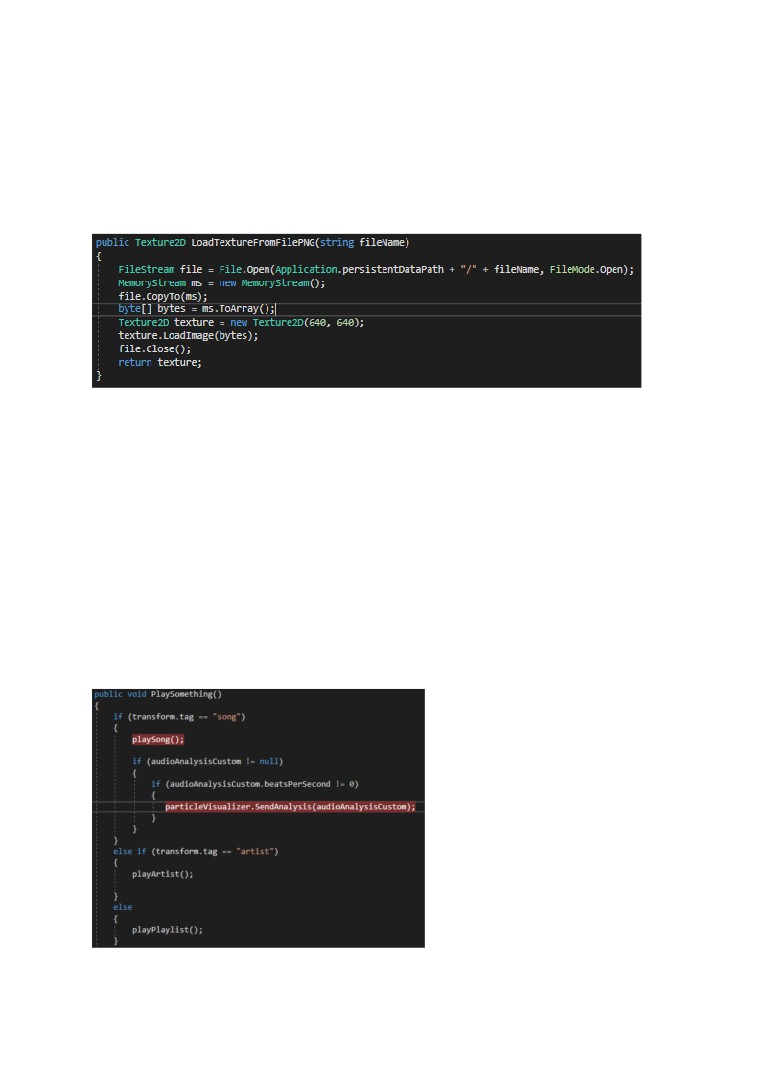 public Texture2D LoadTextureFromFilePNG(string fileName)
{
FileStream file = File.Open(Application.persistentDataPath + "/" + fileName, FileMode.Open);
MemoryStream ms = new MemoryStream();
file.CopyTo(ms);
byte[] bytes = ms.ToArray();
Texture2D texture = new Texture2D(640, 640);
texture.LoadImage(bytes);
file.Close();
return texture;
}
public void PlaySomething()
{
if (transform.tag == "song")
{
playSong();
if (audioAnalysisCustom != null)
{
if (audioAnalysisCustom.beatsPerSecond != 0)
{
particleVisualizer.SendAnalysis(audioAnalysisCustom);
}
}
}
else if (transform.tag == "artist")
{
playArtist();
}
else
{
playPlaylist();
}